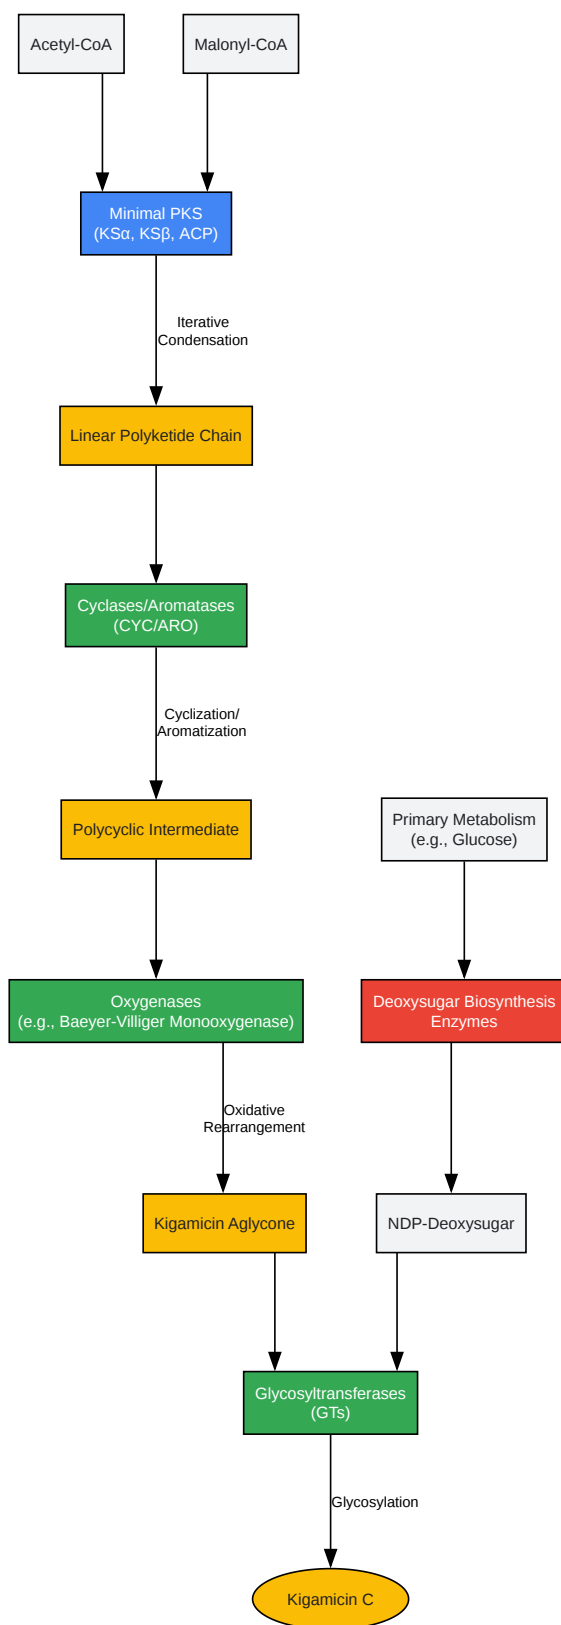 Acetyl-CoA
Malonyl-CoA
Minimal PKS
(KSα, KSβ, ACP)
Iterative
Condensation
Linear Polyketide Chain
Cyclases/Aromatases
(CYC/ARO)
Cyclization/
Aromatization
Polycyclic Intermediate
Primary Metabolism
(e.g., Glucose)
Oxygenases
(e.g., Baeyer-Villiger Monooxygenase)
Deoxysugar Biosynthesis
Enzymes
Oxidative
Rearrangement
Kigamicin Aglycone
NDP-Deoxysugar
Glycosyltransferases
(GTs)
Glycosylation
Kigamicin C